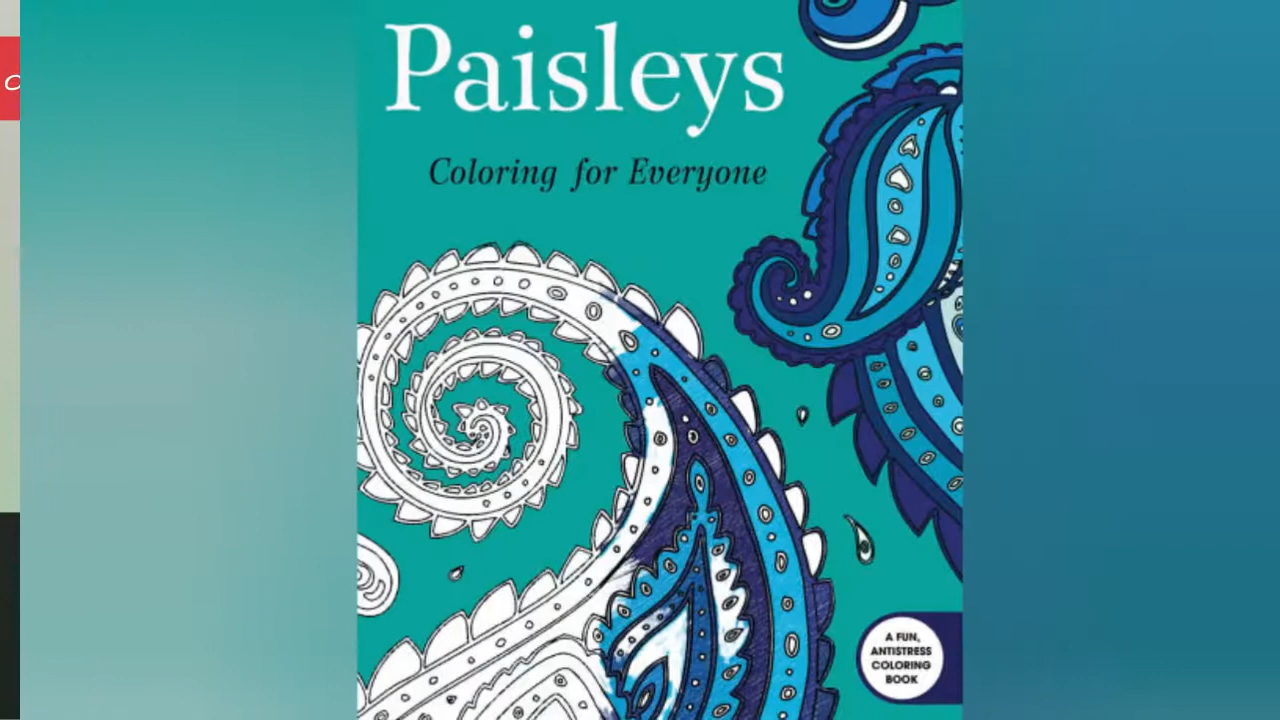 Paisleys
Coloring for Everyone
A FUN,
ANTISTRESS
COLORING
BOOK